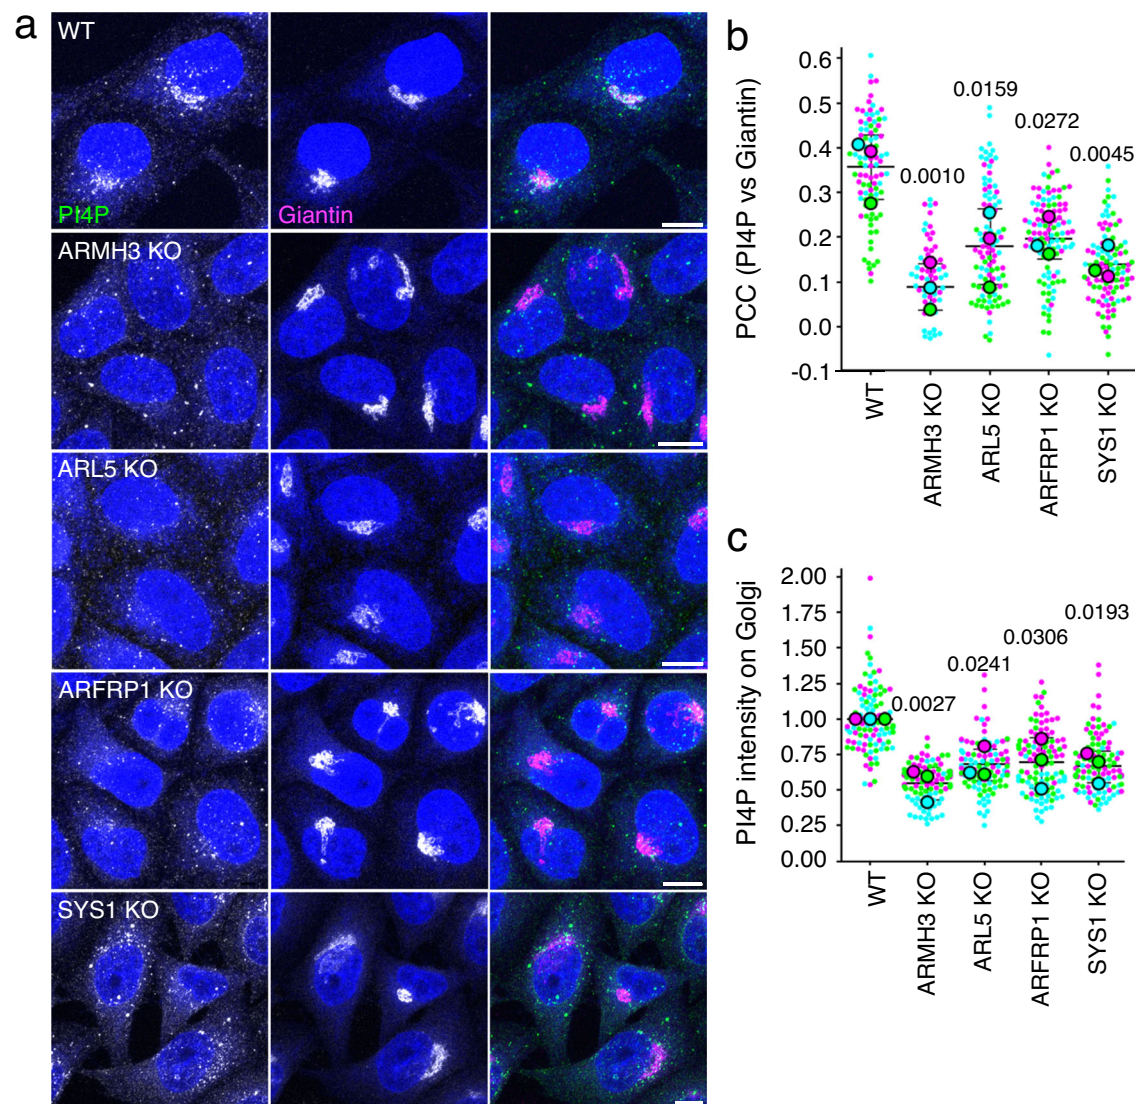 a
WT
PI4P
Giantin
ARMH3 KO
ARL5 KO
ARFRP1 KO
SYS1 KO
b
PCC (PI4P vs Giantin)
0.6
0.5
0.4
0.3
0.2
0.1
0.0
-0.1
0.0010
0.0159
0.0272
0.0045
WT
ARMH3 KO
ARL5 KO
ARFRP1 KO
SYS1 KO
c
PI4P intensity on Golgi
2.00
1.75
1.50
1.25
1.00
0.75
0.50
0.25
0.00
0.0027
0.0241
0.0306
0.0193
WT
ARMH3 KO
ARL5 KO
ARFRP1 KO
SYS1 KO